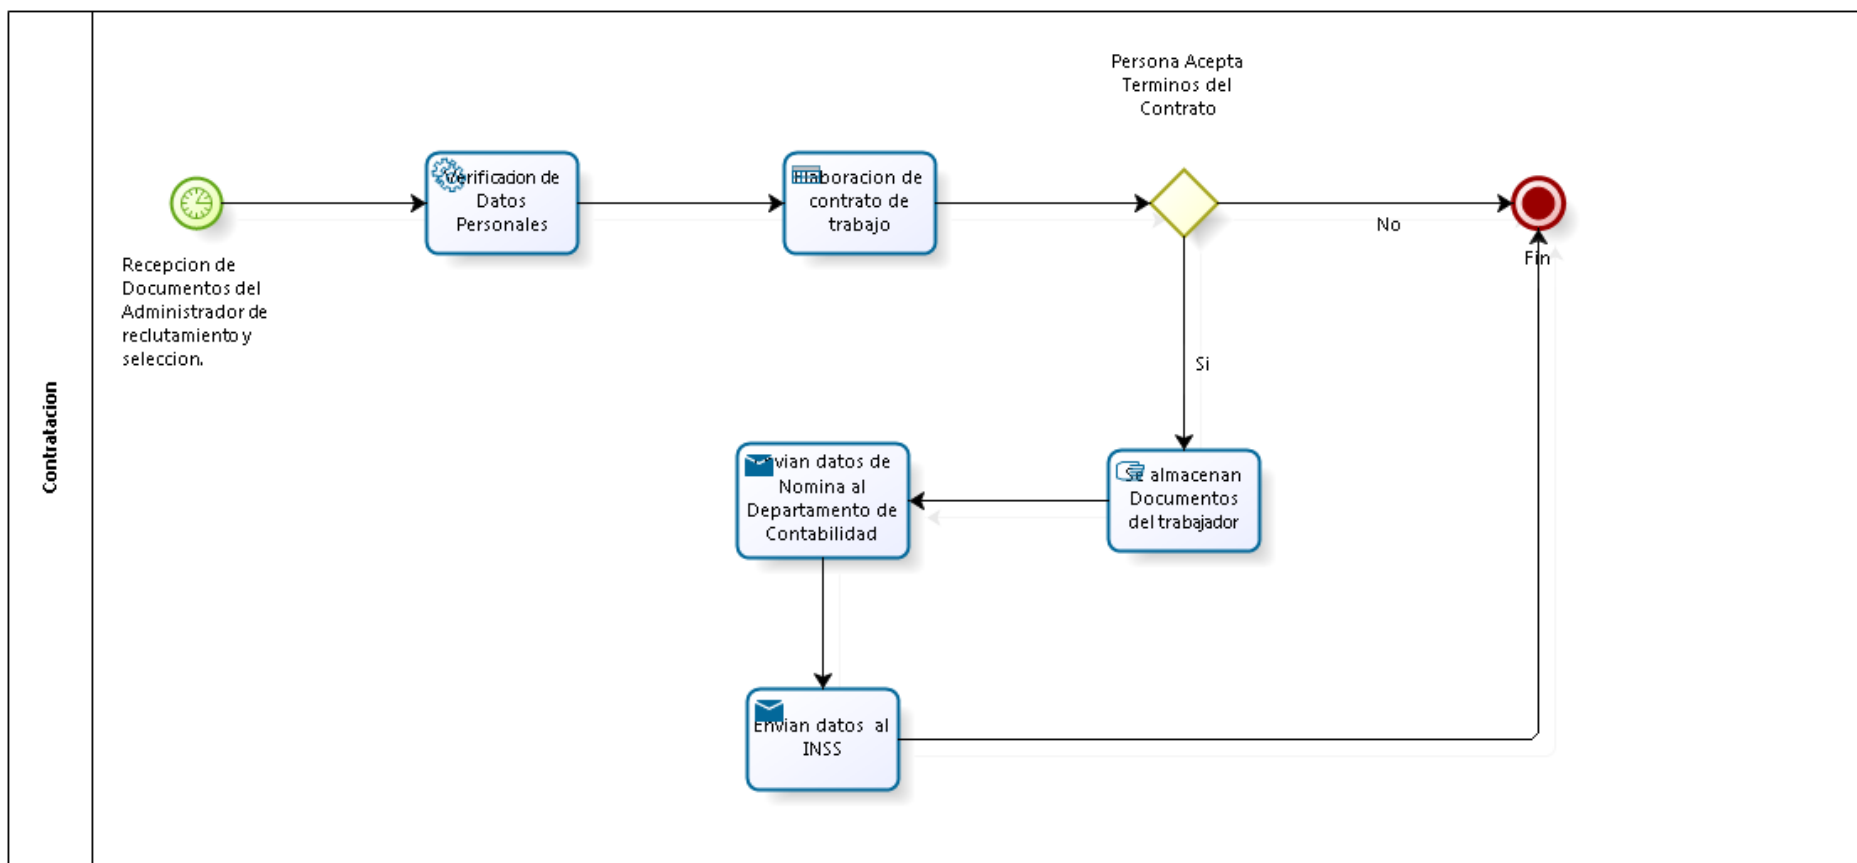 Contratacion
Recepcion de
Documentos del
Administrador de
reclutamiento y
seleccion.
Verificacion de
Datos
Personales
Elaboracion de
contrato de
trabajo
Persona Acepta
Terminos del
Contrato
No
Fin
Si
Se almacenan
Documentos
del trabajador
Envian datos de
Nomina al
Departamento de
Contabilidad
Envian datos al
INSS